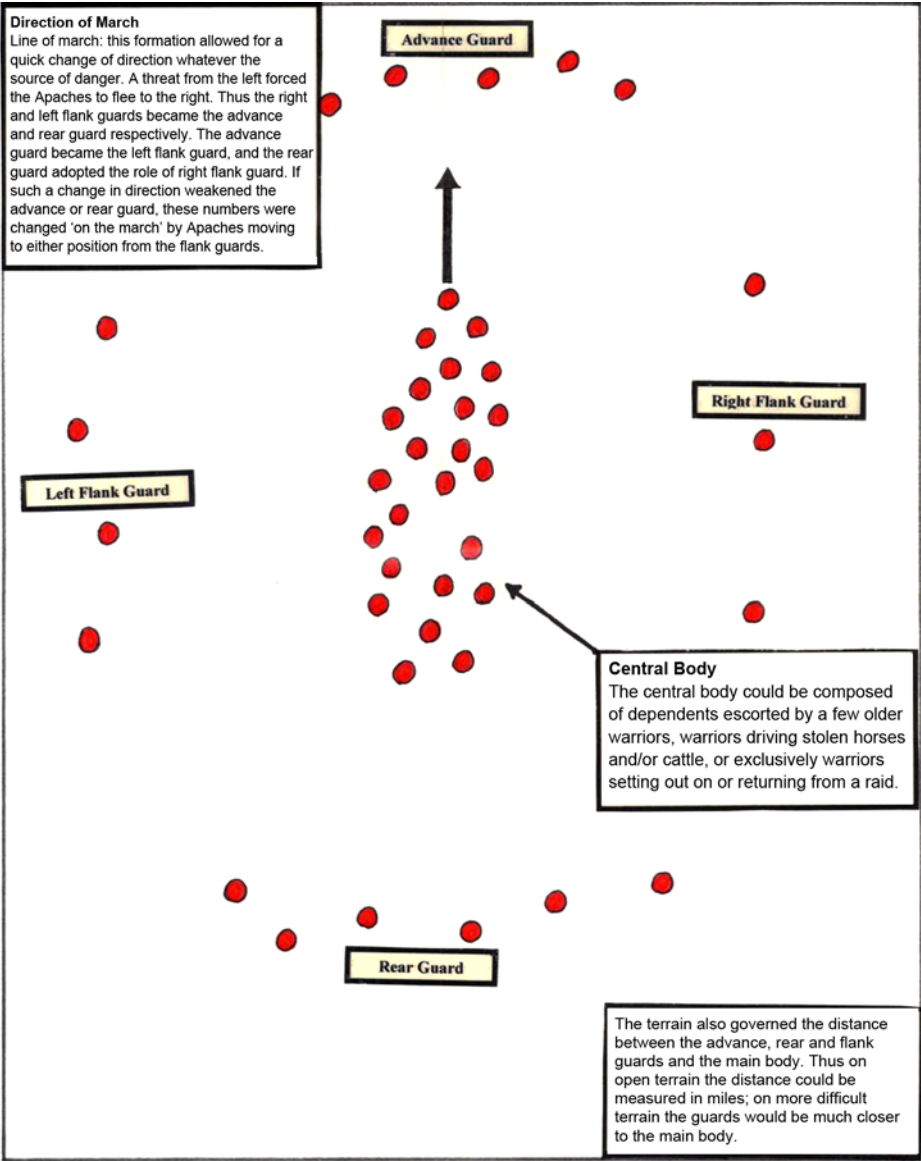 Direction of March
Line of march: this formation allowed for a
quick change of direction whatever the
source of danger. A threat from the left forced
the Apaches to flee to the right. Thus the right
and left flank guards became the advance
and rear guard respectively. The advance
guard became the left flank guard, and the rear
guard adopted the role of right flank guard. If
such a change in direction weakened the
advance or rear guard, these numbers were
changed ‘on the march’ by Apaches moving
to either position from the flank guards.
Advance Guard
Right Flank Guard
Left Flank Guard
Central Body
The central body could be composed
of dependents escorted by a few older
warriors, warriors driving stolen horses
and/or cattle, or exclusively warriors
setting out on or returning from a raid.
Rear Guard
The terrain also governed the distance
between the advance, rear and flank
guards and the main body. Thus on
open terrain the distance could be
measured in miles; on more difficult
terrain the guards would be much closer
to the main body.